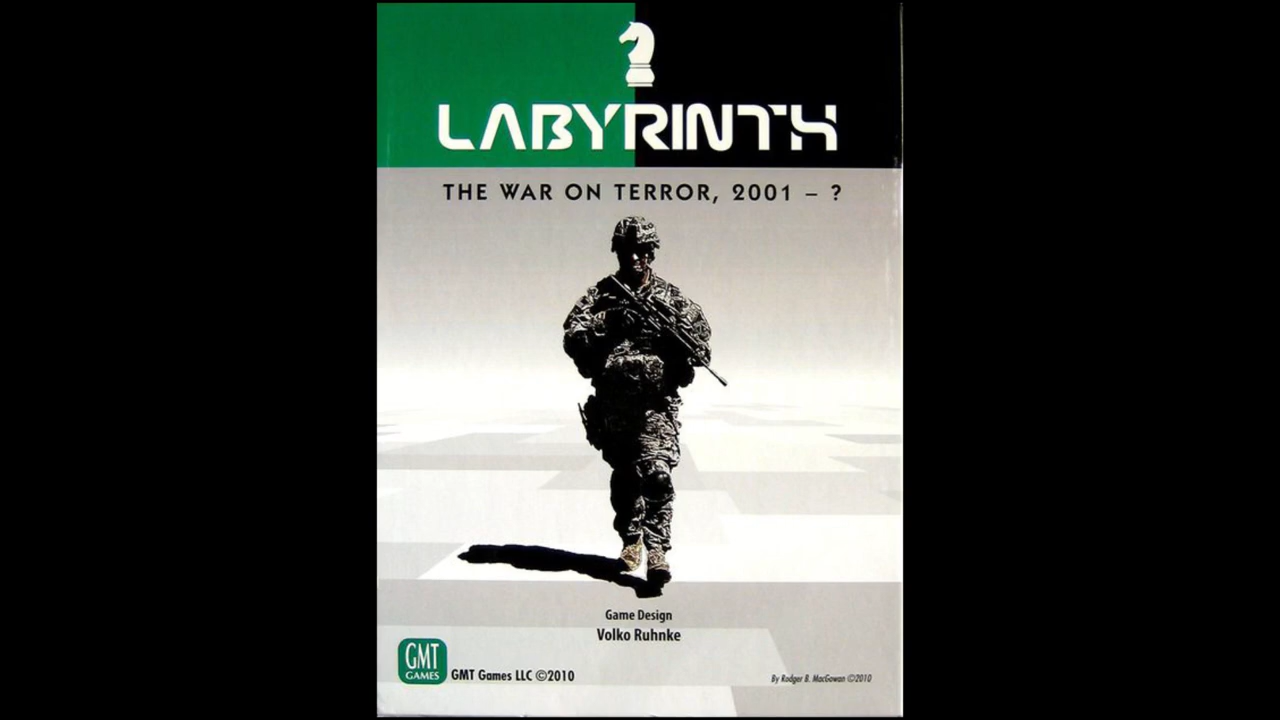 LABYRINTH
THE WAR ON TERROR, 2001 – ?
Game Design
Volko Ruhnke
GMT
GAMES
GMT Games LLC ©2010
By Rodger B. MacGowan ©2010